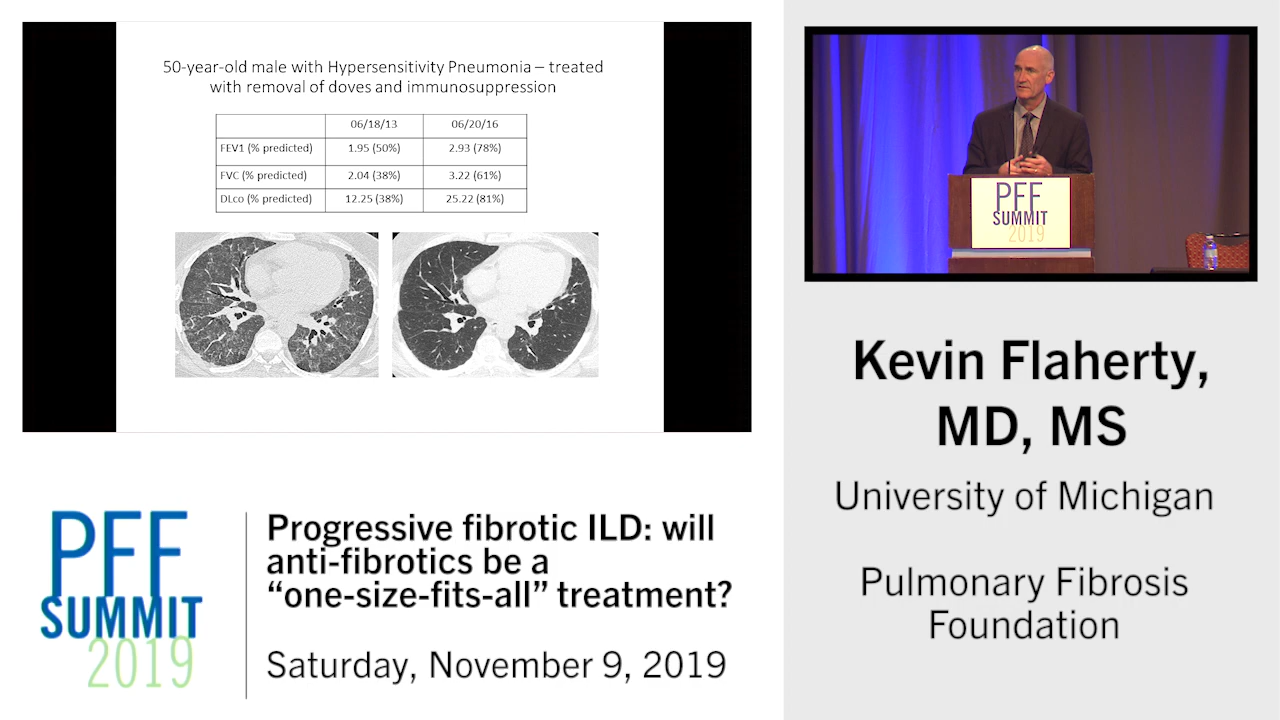 50-year-old male with Hypersensitivity Pneumonia – treated
with removal of doves and immunosuppression
06/18/13 06/20/16
FEV1 (% predicted) 1.95 (50%) 2.93 (78%)
FVC (% predicted) 2.04 (38%) 3.22 (61%)
DLco (% predicted) 12.25 (38%) 25.22 (81%)
PFF
SUMMIT
2019
Kevin Flaherty,
MD, MS
University of Michigan
Pulmonary Fibrosis
Foundation
PFF
SUMMIT
2019
Progressive fibrotic ILD: will
anti-fibrotics be a
“one-size-fits-all” treatment?
Saturday, November 9, 2019